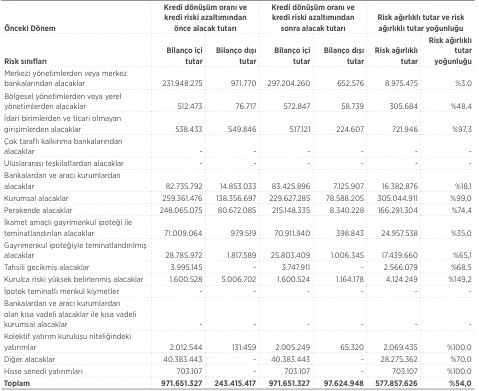 Önceki Dönem
Kredi dönüşüm oranı ve kredi riski azaltımından önce alacak tutarı
Kredi dönüşüm oranı ve kredi riski azaltımından sonra alacak tutarı
Risk ağırlıklı tutar ve risk ağırlıklı tutar yoğunluğu
Risk sınıfları Bilanço içi tutar Bilanço dışı tutar Bilanço içi tutar Bilanço dışı tutar Risk ağırlıklı tutar Risk ağırlıklı tutar yoğunluğu
Merkezi yönetimlerden veya merkez
bankalarından alacaklar 231.948.275 971.770 297.204.260 652.576 8.975.475 %3,0
Bölgesel yönetimlerden veya yerel
yönetimlerden alacaklar 512.473 76.717 572.847 58.739 305.684 %48,4
İdari birimlerden ve ticari olmayan
girişimlerden alacaklar 538.433 549.846 517.121 224.607 721.946 %97,3
Çok taraflı kalkınma bankalarından
alacaklar - - - - - -
Uluslararası teşkilatlardan alacaklar - - - - - -
Bankalardan ve aracı kurumlardan
alacaklar 82.735.792 14.853.033 83.425.896 7.125.907 16.382.876 %18,1
Kurumsal alacaklar 259.361.476 138.356.697 229.627.285 78.588.205 305.044.911 %99,0
Perakende alacaklar 248.065.075 80.672.085 215.148.335 8.340.228 166.291.304 %74,4
İkamet amaçlı gayrimenkul ipoteği ile
teminatlandırılan alacaklar 71.009.064 979.519 70.911.940 398.843 24.957.538 %35,0
Gayrimenkul ipoteğiyle teminatlandırılmış
alacaklar 28.785.972 1.817.589 25.803.409 1.006.345 17.439.660 %65,1
Tahsili gecikmiş alacaklar 3.995.145 - 3.747.911 - 2.566.079 %68,5
Kurulca riski yüksek belirlenmiş alacaklar 1.600.528 5.006.702 1.600.524 1.164.178 4.124.249 %149,2
İpotek teminatlı menkul kıymetler - - - - - -
Bankalardan ve aracı kurumlardan
olan kısa vadeli alacaklar ile kısa vadeli
kurumsal alacaklar - - - - - -
Kolektif yatırım kuruluşu niteliğindeki
yatırımlar 2.012.544 131.459 2.005.249 65.320 2.069.435 %100,0
Diğer alacaklar 40.383.443 - 40.383.443 - 28.275.362 %70,0
Hisse senedi yatırımları 703.107 - 703.107 - 703.107 %100,0
Toplam 971.651.327 243.415.417 971.651.327 97.624.948 577.857.626 %54,0